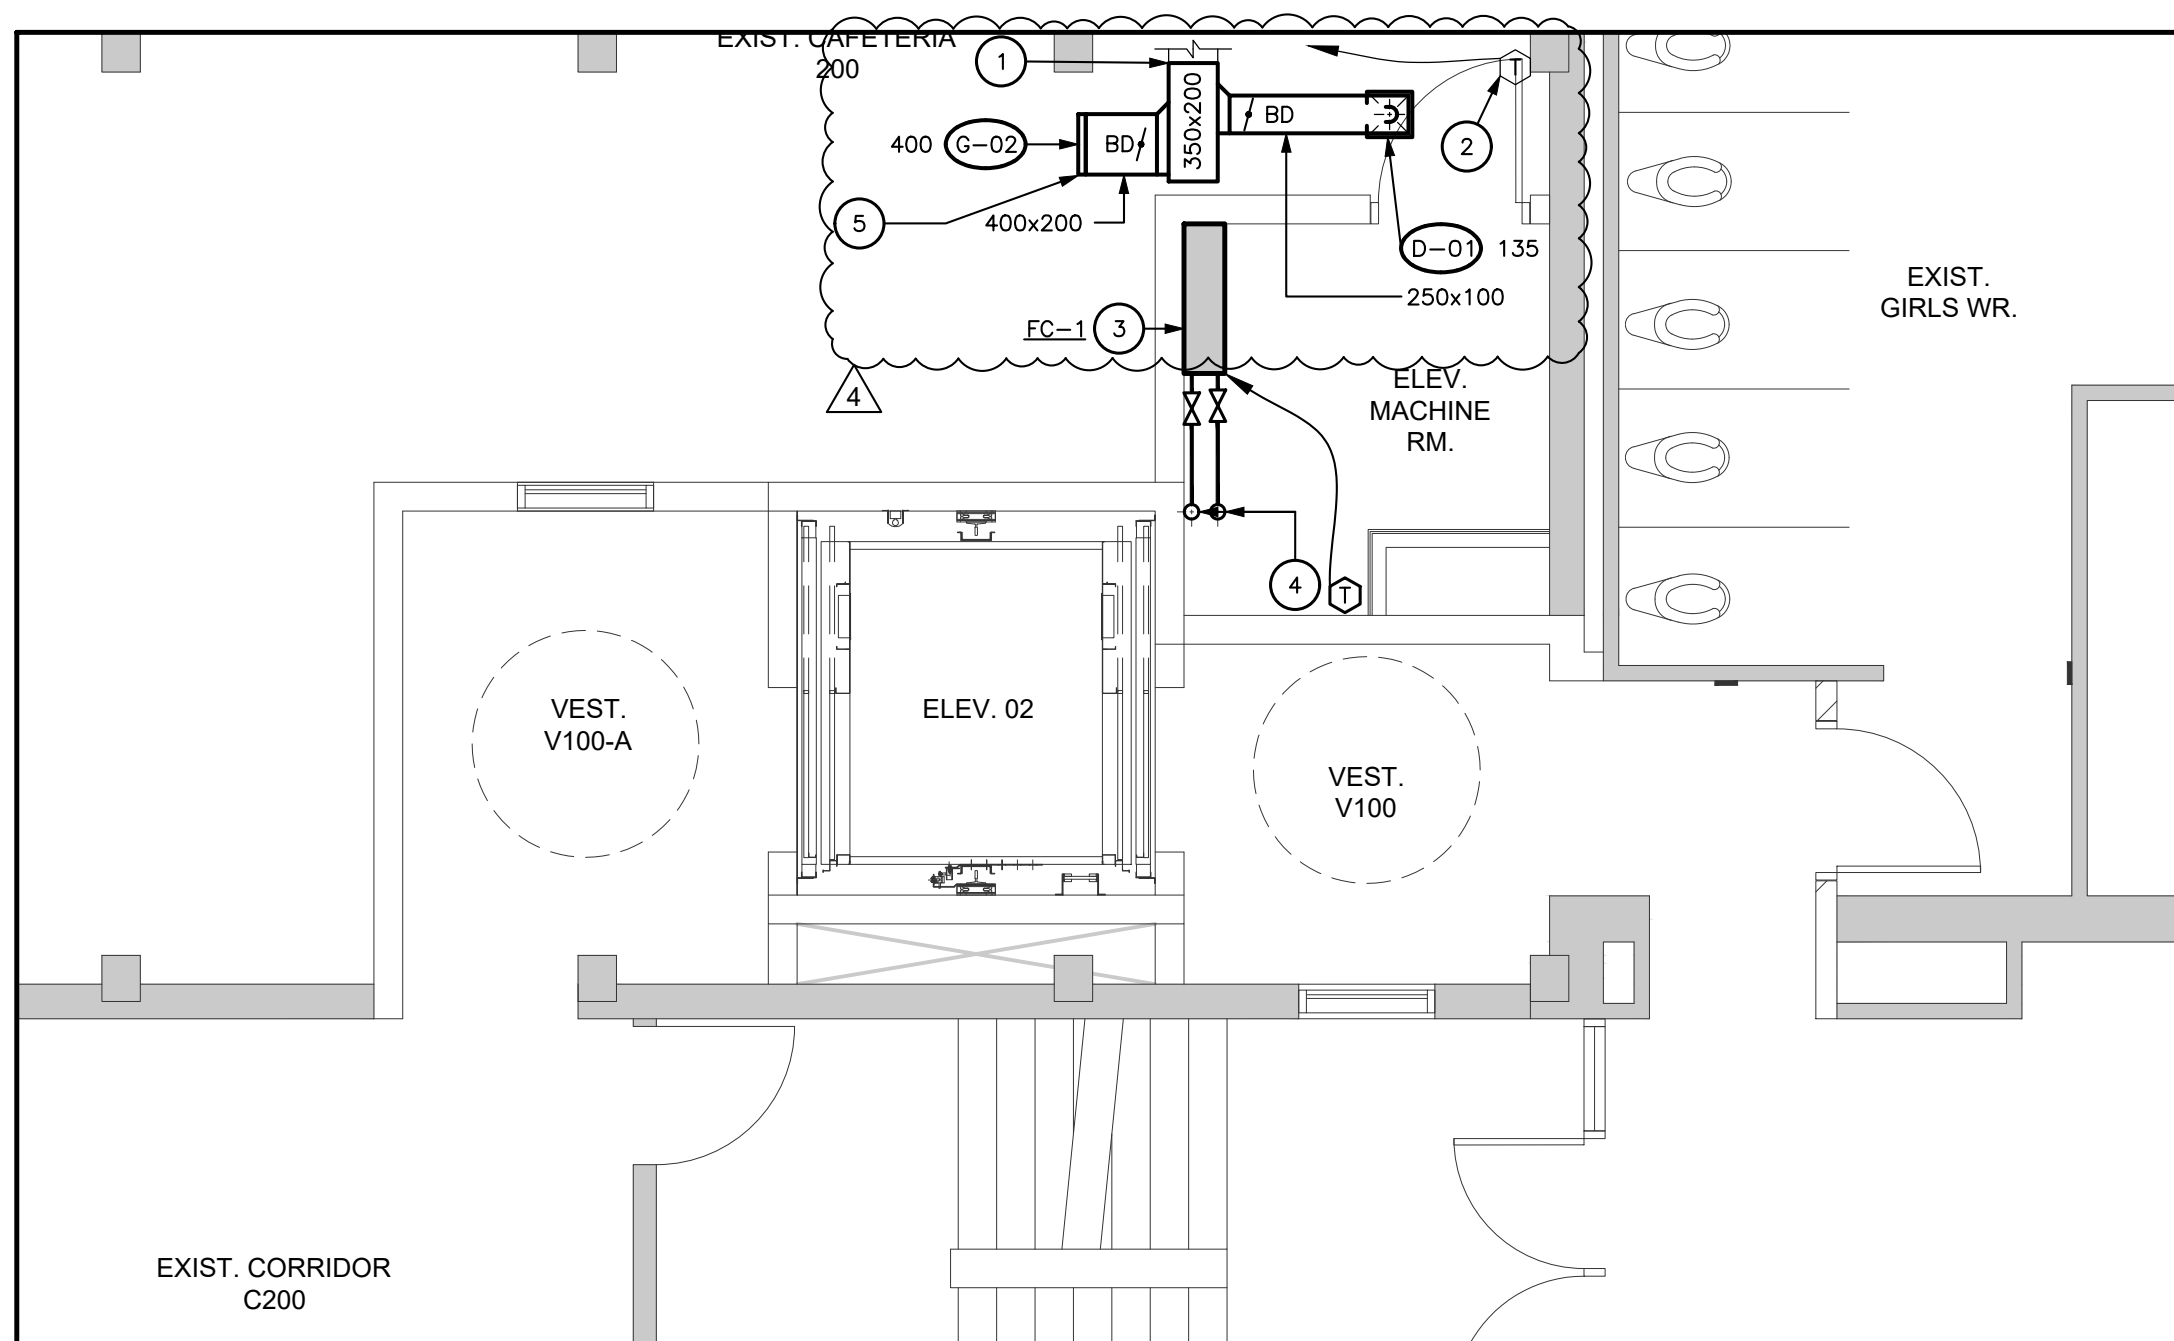 EXIST. CAFETERIA
200
1
350x200
BD
T
2
400
G-02
BD
5
400x200
D-01 135
250x100
EXIST.
GIRLS WR.
FC-1
3
4
ELEV.
MACHINE
RM.
4
T
VEST.
V100-A
ELEV. 02
VEST.
V100
EXIST. CORRIDOR
C200